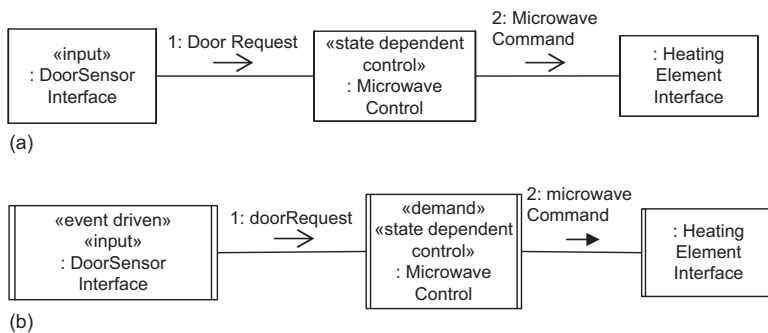 «input»
: DoorSensor
Interface
1: Door Request
«state dependent
control»
: Microwave
Control
2: Microwave
Command
: Heating
Element
Interface
(a)
«event driven»
«input»
: DoorSensor
Interface
1: doorRequest
«demand»
«state dependent
control»
: Microwave
Control
2: microwave
Command
: Heating
Element
Interface
(b)